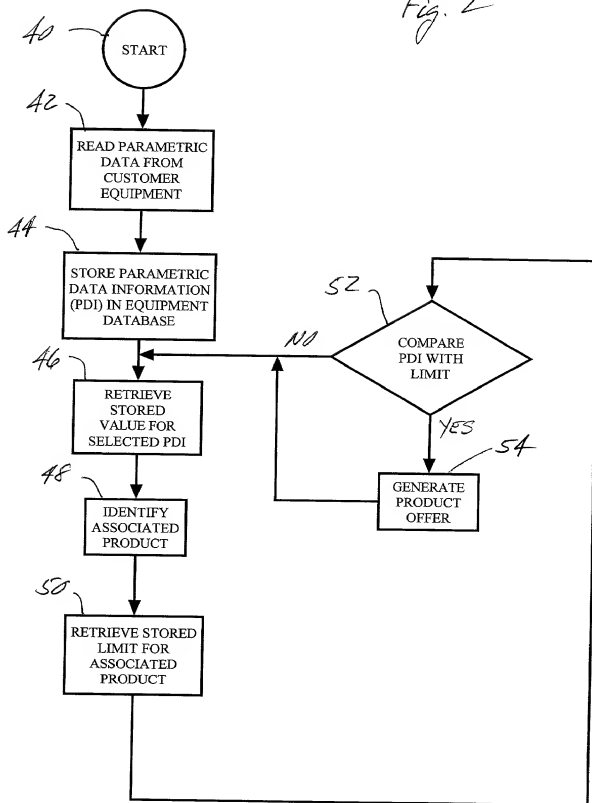 Fig. 2
40
START
42
READ PARAMETRIC
DATA FROM
CUSTOMER
EQUIPMENT
44
STORE PARAMETRIC
DATA INFORMATION
(PDI) IN EQUIPMENT
DATABASE
46
RETRIEVE
STORED
VALUE FOR
SELECTED PDI
48
IDENTIFY
ASSOCIATED
PRODUCT
50
RETRIEVE STORED
LIMIT FOR
ASSOCIATED
PRODUCT
52
NO
COMPARE
PDI WITH
LIMIT
YES
54
GENERATE
PRODUCT
OFFER